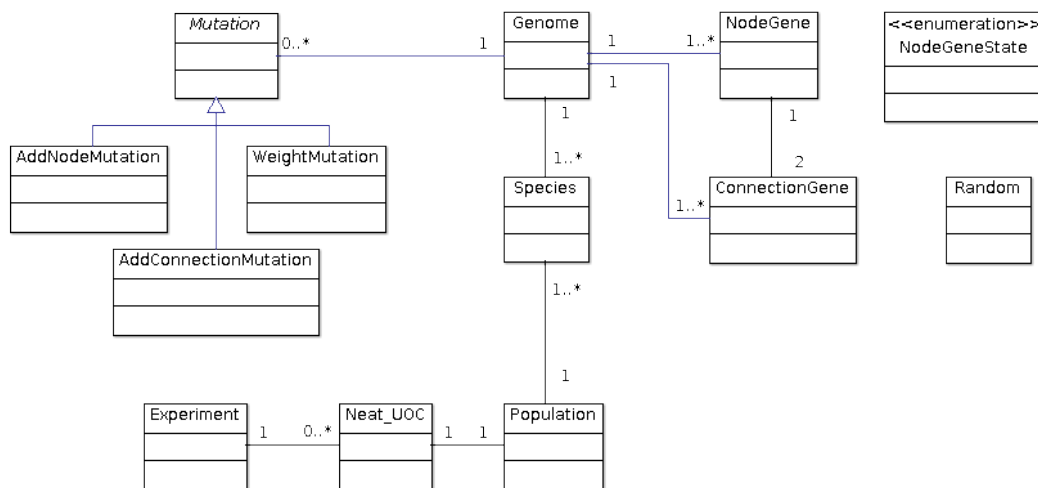 Mutation
0..*
1
Genome
1
1..*
NodeGene
<<enumeration>>
NodeGeneState
1
1
1
AddNodeMutation
WeightMutation
1..*
2
Species
ConnectionGene
Random
1..*
AddConnectionMutation
1..*
1
Experiment
1
0..*
Neat_UOC
1
1
Population